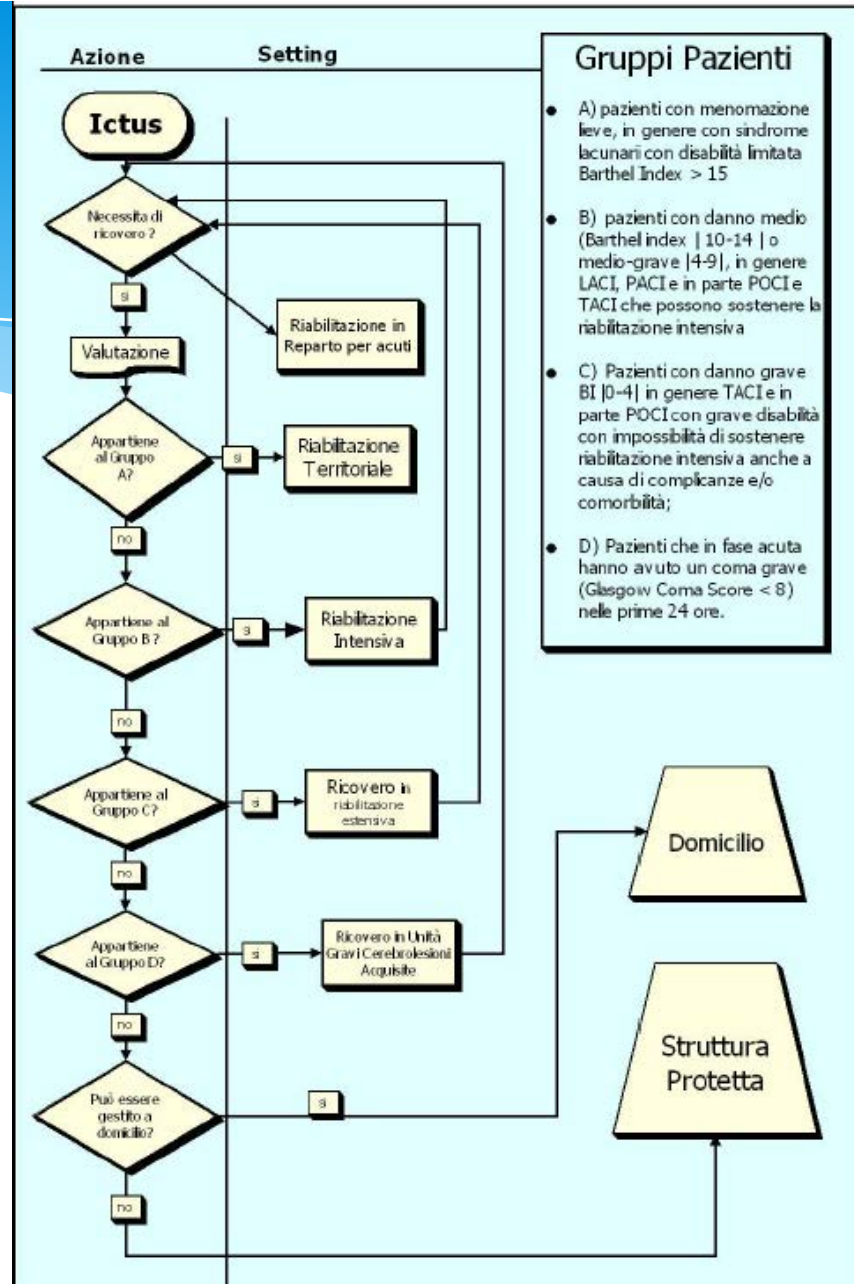 Azione
Setting
Ictus
Necessita di
ricovero ?
si
Riabilitazione in
Reparto per acuti
Valutazione
Appartiene
al Gruppo
A?
si
Riabilitazione
Territoriale
no
Appartiene al
Gruppo B ?
si
Riabilitazione
Intensiva
no
Appartiene al
Gruppo C?
si
Ricovero in
riabilitazione
estensiva
no
Appartiene
al Gruppo D?
si
Ricovero in Unità
Gravi Cerebrolesioni
Acquisite
no
Può essere
gestito a
domicilio?
si
no
Gruppi Pazienti
● A) pazienti con menomazione
lieve, in genere con sindrome
lacunari con disabilità limitata
Barthel Index > 15
● B) pazienti con danno medio
(Barthel index | 10-14 | o
medio-grave |4-9|, in genere
LACI, PACI e in parte POCI e
TACI che possono sostenere la
riabilitazione intensiva
● C) Pazienti con danno grave
BI |0-4| in genere TACI e in
parte POCI con grave disabilità
con impossibilità di sostenere
riabilitazione intensiva anche a
causa di complicanze e/o
comorbilità;
● D) Pazienti che in fase acuta
hanno avuto un coma grave
(Glasgow Coma Score < 8)
nelle prime 24 ore.
Domicilio
Struttura
Protetta